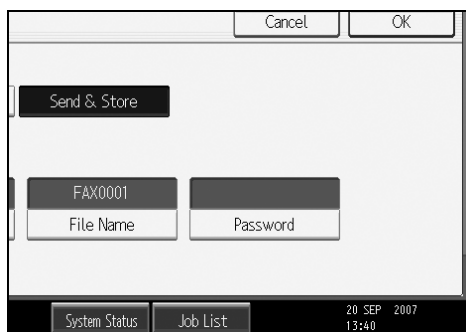 Cancel OK
Send & Store
FAX0001
File Name Password
System Status Job List 20 SEP 2007
13:40